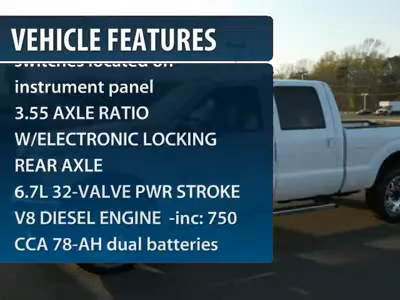 VEHICLE FEATURES
switches located on
instrument panel
3.55 AXLE RATIO
W/ELECTRONIC LOCKING
REAR AXLE
6.7L 32-VALVE PWR STROKE
V8 DIESEL ENGINE -inc: 750
CCA 78-AH dual batteries